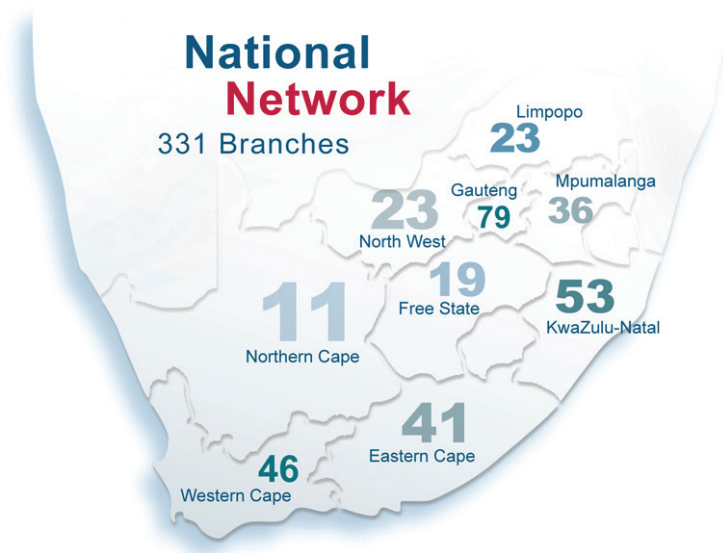 National
Network
331 Branches
Limpopo
23
Gauteng
79
Mpumalanga
36
23
North West
19
Free State
53
KwaZulu-Natal
11
Northern Cape
41
Eastern Cape
46
Western Cape